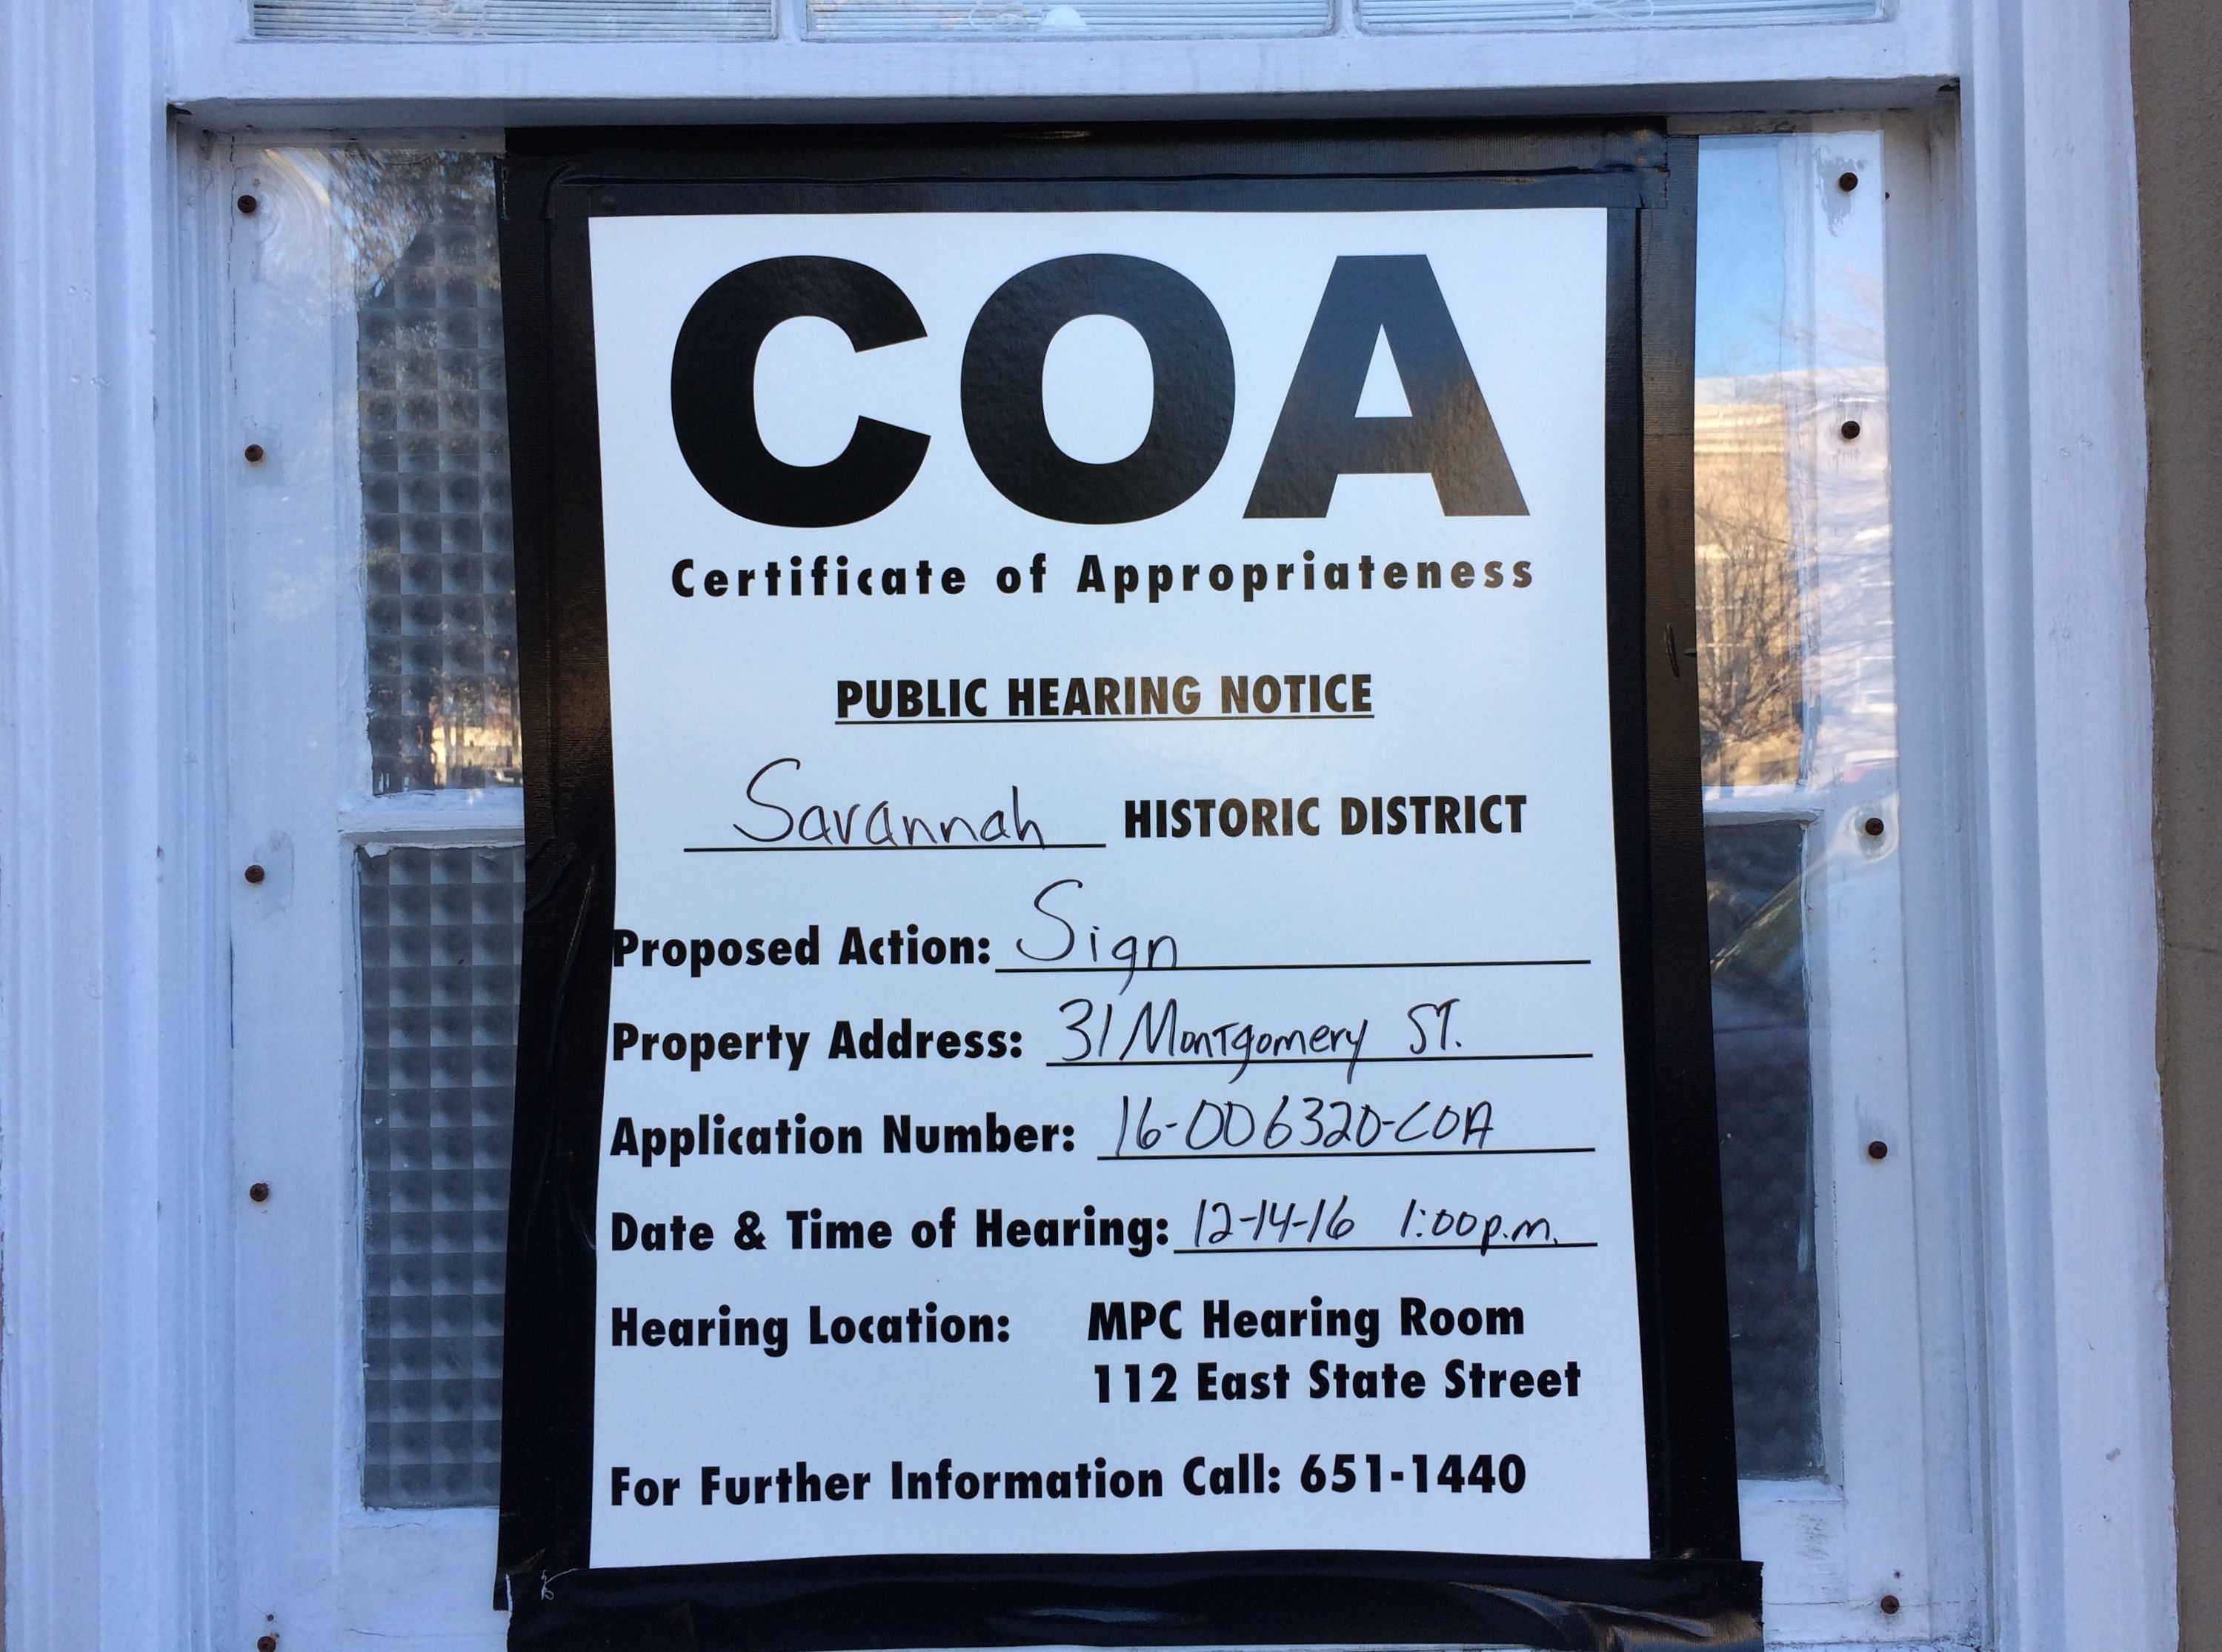 COA
Certificate of Appropriateness
PUBLIC HEARING NOTICE
Savannah HISTORIC DISTRICT
Proposed Action: Sign
Property Address: 31 Montgomery ST.
Application Number: 16-006320-COA
Date & Time of Hearing: 12-14-16 1:00p.m.
Hearing Location: MPC Hearing Room
112 East State Street
For Further Information Call: 651-1440